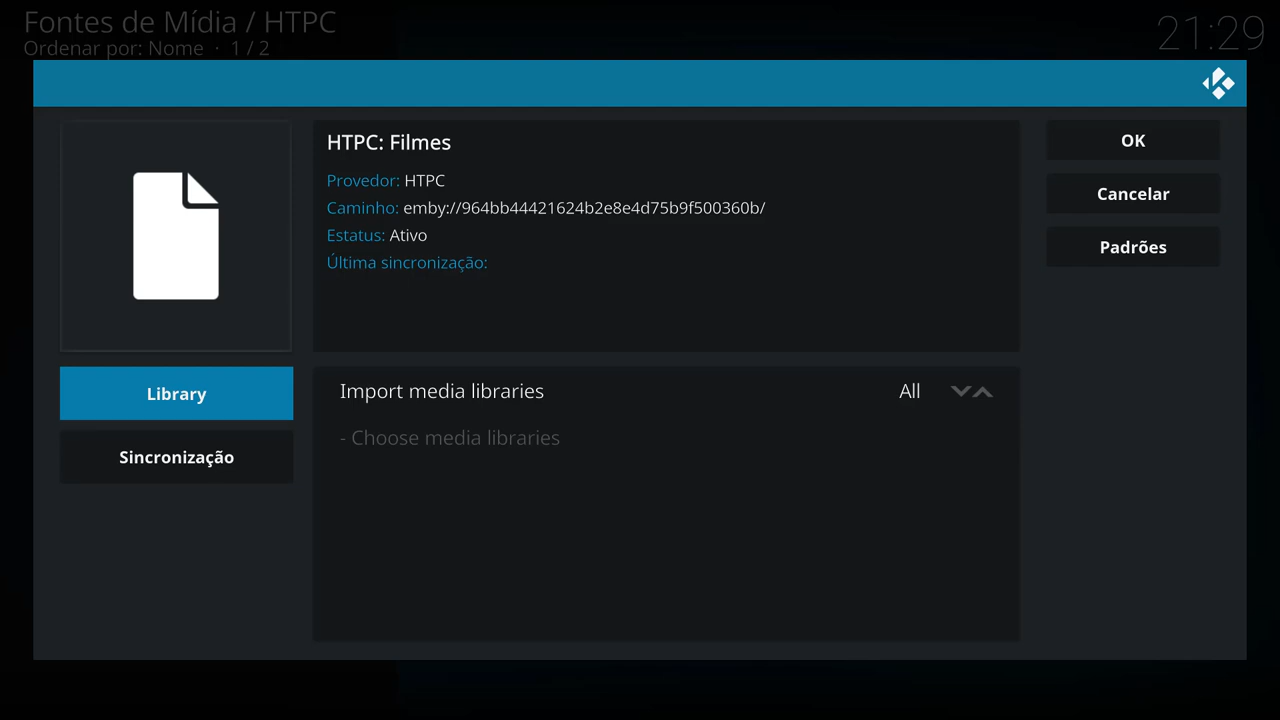 Fontes de Mídia / HTPC
Ordenar por: Nome · 1 / 2
21:29
HTPC: Filmes
Provedor: HTPC
Caminho: emby://964bb44421624b2e8e4d75b9f500360b/
Estatus: Ativo
Última sincronização:
OK
Cancelar
Padrões
Library
Sincronização
Import media libraries All
- Choose media libraries